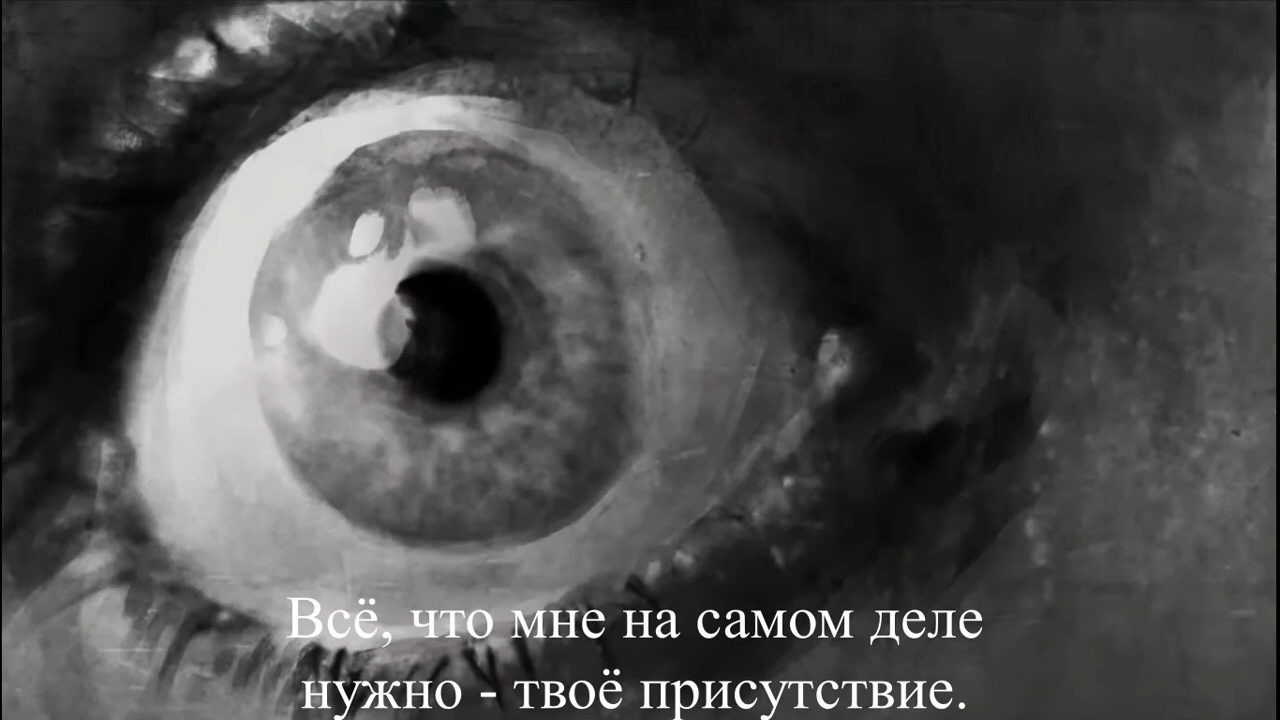 Всё, что мне на самом деле
нужно - твоё присутствие.